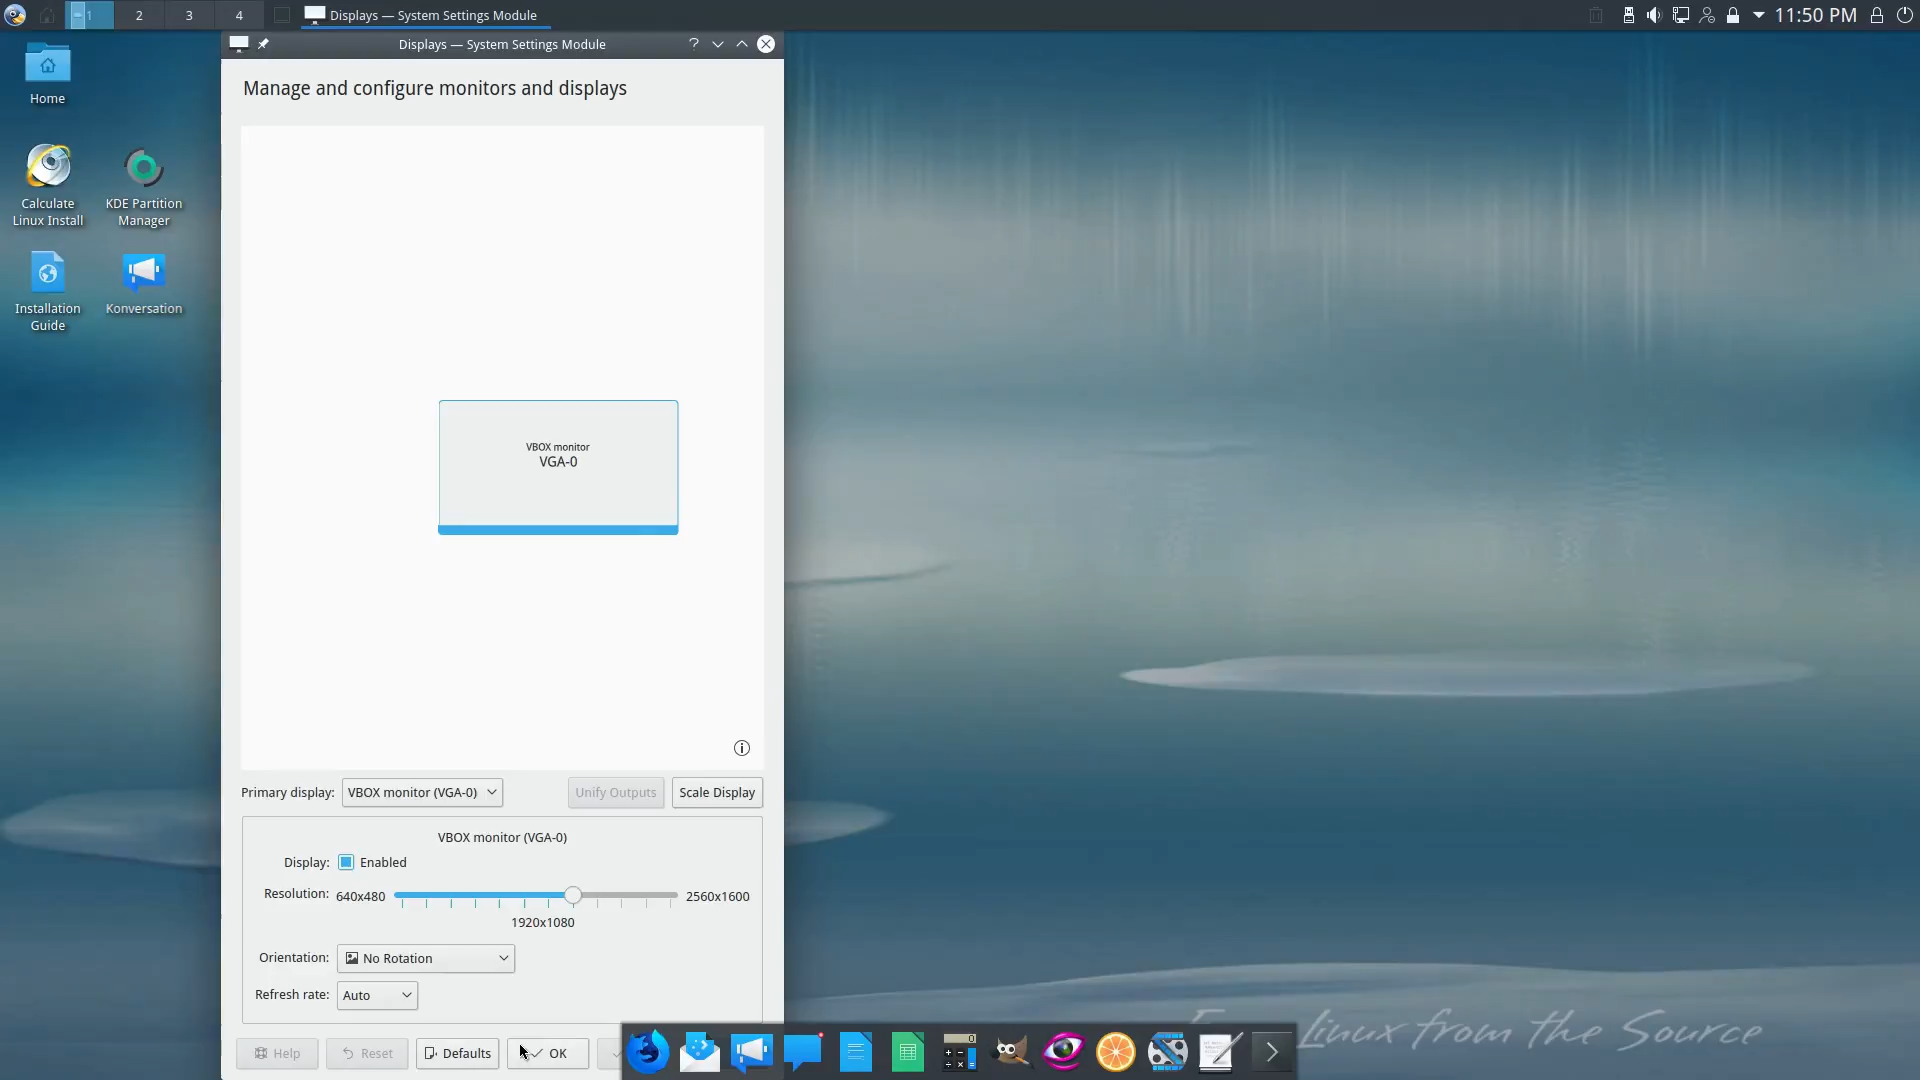 1
2
3
4
Displays — System Settings Module
11:50 PM
Displays — System Settings Module
?
Manage and configure monitors and displays
Home
Calculate
Linux Install
KDE Partition
Manager
Installation
Guide
Konversation
VBOX monitor
VGA-0
Primary display:
VBOX monitor (VGA-0)
Unify Outputs
Scale Display
VBOX monitor (VGA-0)
Display:
Enabled
Resolution:
640x480
2560x1600
1920x1080
Orientation:
No Rotation
Refresh rate:
Auto
Help
Reset
Defaults
OK
Linux from the Source